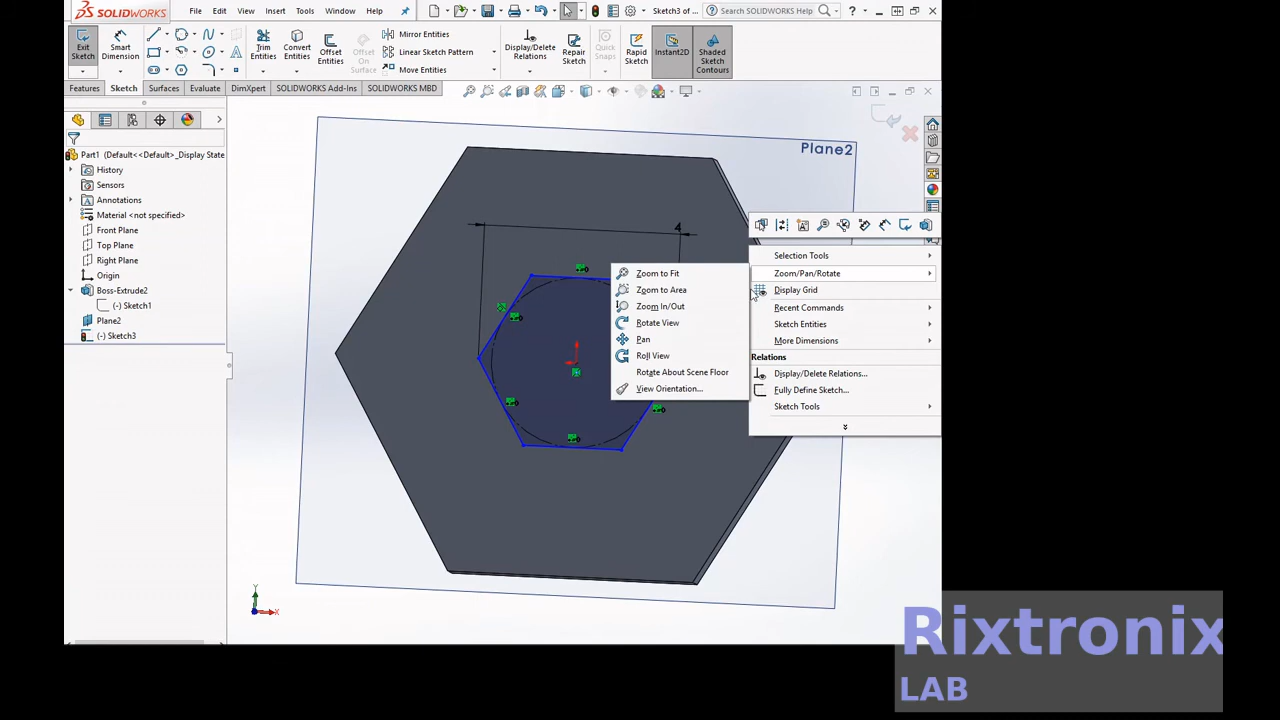 SOLIDWORKS
File
View
Insert
Tools
Window
Help
Sketch3 of
Search SOLIDWORKS Help
Exit Sketch
Smart Dimension
Trim Entities
Convert Entities
Offset Entities
Offset On Surface
Mirror Entities
Linear Sketch Pattern
Move Entities
Display/Delete Relations
Quick Snaps
Repair Sketch
Rapid Sketch
Instant2D
Shaded Sketch Contours
Features
Sketch
Surfaces
Evaluate
DimXpert
SOLIDWORKS Add-Ins
SOLIDWORKS MBD
Part1 (Default<<Default>_Display State
History
Sensors
Annotations
Material <not specified>
Front Plane
Top Plane
Right Plane
Origin
Boss-Extrude2
(-) Sketch1
Plane2
(-) Sketch3
Plane2
4
Selection Tools
Zoom/Pan/Rotate
Display Grid
Recent Commands
Sketch Entities
More Dimensions
Relations
Display/Delete Relations...
Fully Define Sketch...
Sketch Tools
Zoom to Fit
Zoom to Area
Zoom In/Out
Rotate View
Pan
Roll View
Rotate About Scene Floor
View Orientation...
Y
X
Rixtronix
LAB